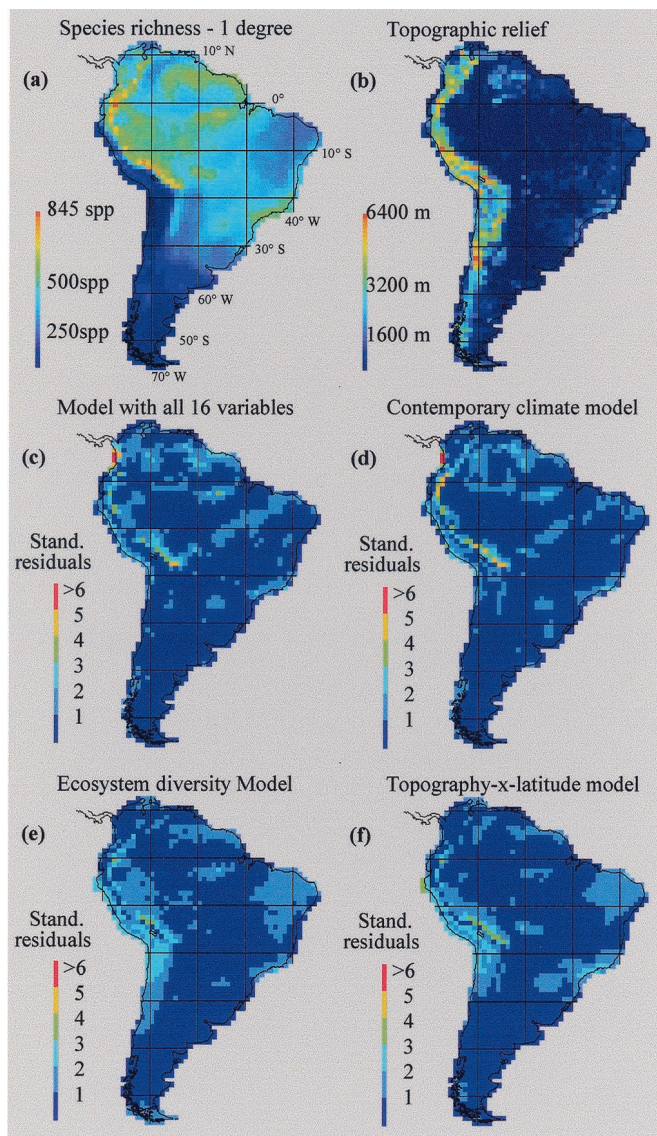 Species richness - 1 degree
(a)
10° N
0°
10° S
40° W
30° S
60° W
50° S
70° W
845 spp
500spp
250spp
Topographic relief
(b)
6400 m
3200 m
1600 m
Model with all 16 variables
(c)
Stand.
residuals
>6
5
4
3
2
1
Contemporary climate model
(d)
Stand.
residuals
>6
5
4
3
2
1
Ecosystem diversity Model
(e)
Stand.
residuals
>6
5
4
3
2
1
Topography-x-latitude model
(f)
Stand.
residuals
>6
5
4
3
2
1